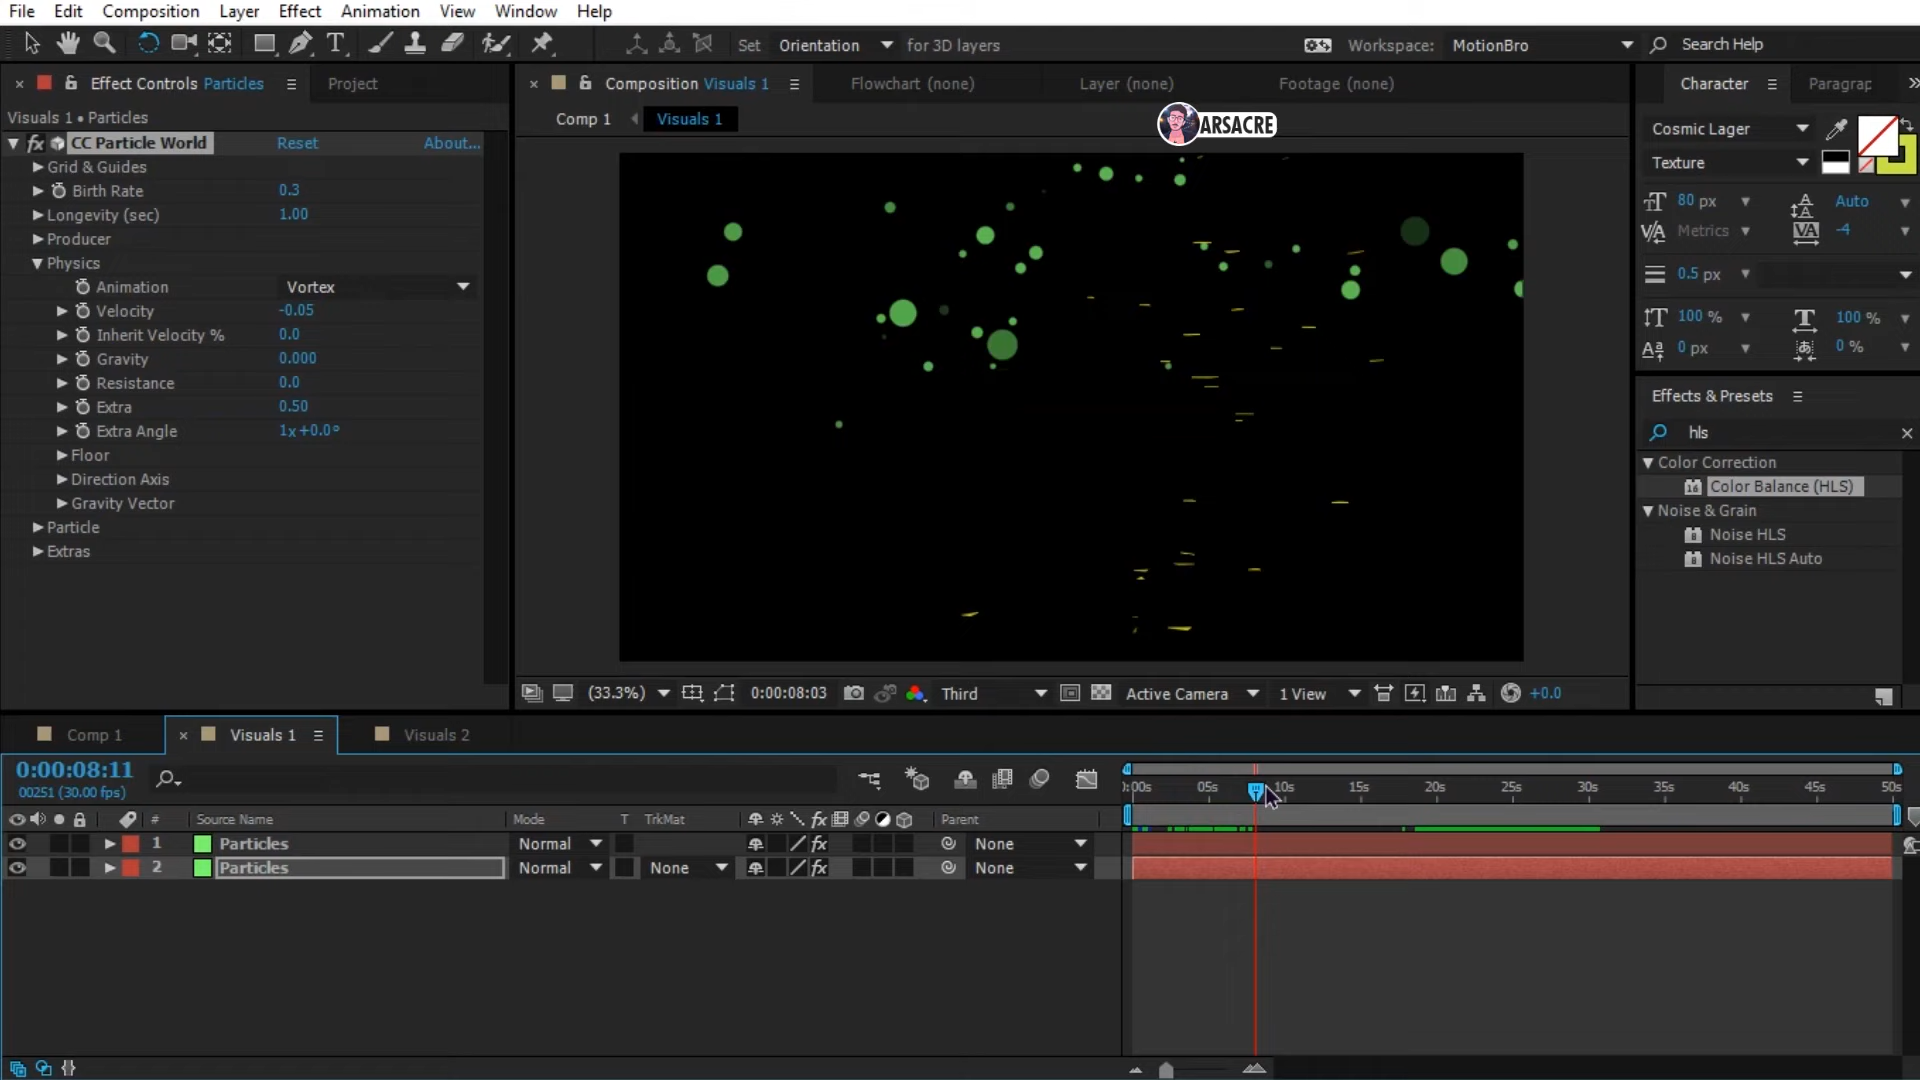 File Edit Composition Layer Effect Animation View Window Help
Set Orientation for 3D layers Workspace: MotionBro Search Help
Effect Controls Particles Project
Visuals 1 • Particles
fx CC Particle World Reset About...
Grid & Guides
Birth Rate 0.3
Longevity (sec) 1.00
Producer
Physics
Animation Vortex
Velocity -0.05
Inherit Velocity % 0.0
Gravity 0.000
Resistance 0.0
Extra 0.50
Extra Angle 1x+0.0°
Floor
Direction Axis
Gravity Vector
Particle
Extras
Composition Visuals 1 Flowchart (none) Layer (none) Footage (none)
Comp 1 Visuals 1
ARSACRE
(33.3%) 0:00:08:03 Third Active Camera 1 View +0.0
Character Paragrap
Cosmic Lager
Texture
80 px Auto
Metrics -4
0.5 px
100 % 100 %
0 px 0 %
Effects & Presets
hls
Color Correction
Color Balance (HLS)
Noise & Grain
Noise HLS
Noise HLS Auto
Comp 1 Visuals 1 Visuals 2
0:00:08:11
00251 (30.00 fps)
:00s 05s 10s 15s 20s 25s 30s 35s 40s 45s 50s
# Source Name Mode T TrkMat fx Parent
1 Particles Normal fx None
2 Particles Normal None fx None